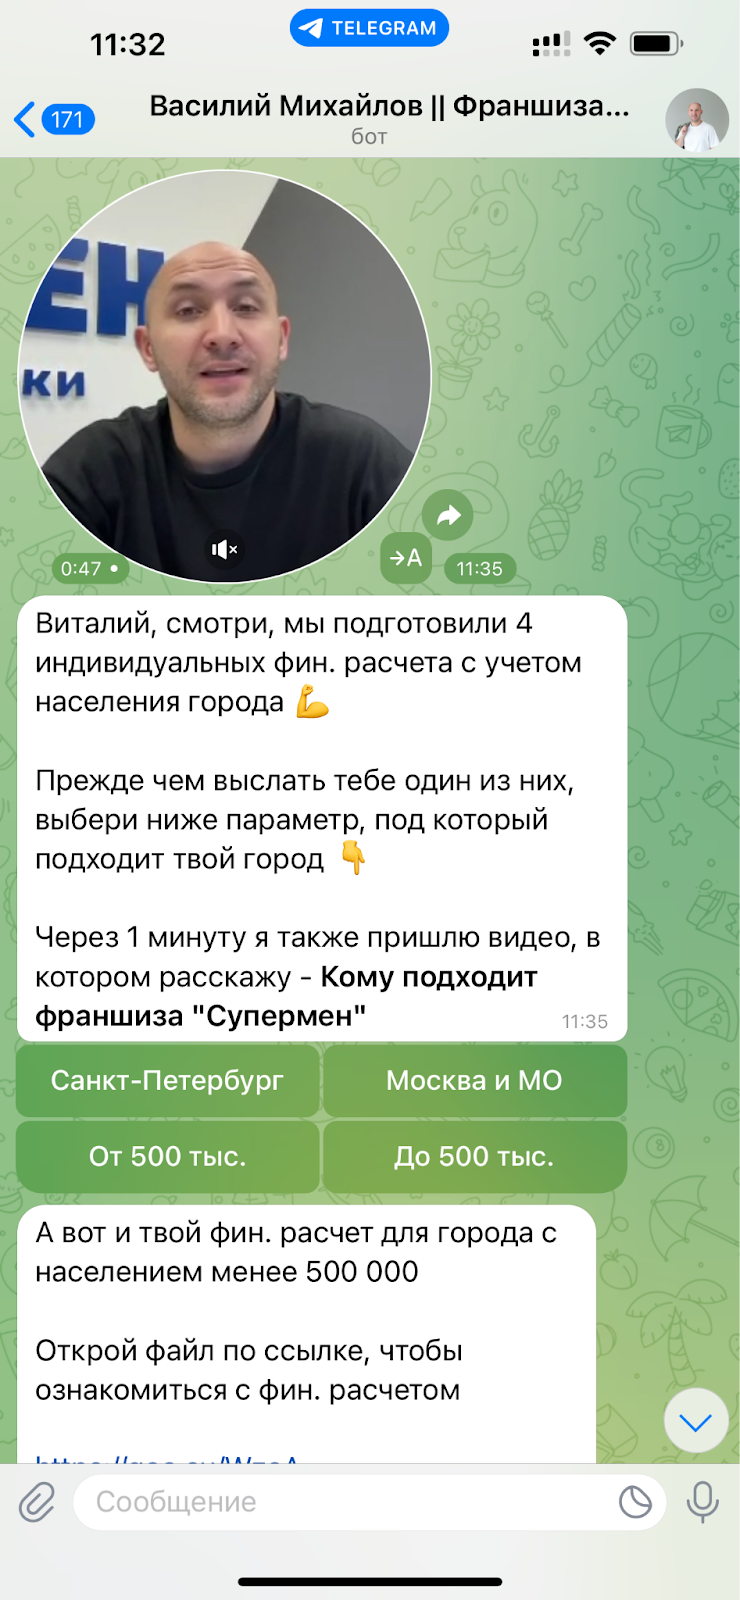 11:32
TELEGRAM
171
Василий Михайлов || Франшиза...
бот
ЕН
ки
0:47
→A
11:35
Виталий, смотри, мы подготовили 4
индивидуальных фин. расчета с учетом
населения города 💪
Прежде чем выслать тебе один из них,
выбери ниже параметр, под который
подходит твой город 👇
Через 1 минуту я также пришлю видео, в
котором расскажу - Кому подходит
франшиза "Супермен"
11:35
Санкт-Петербург
Москва и МО
От 500 тыс.
До 500 тыс.
А вот и твой фин. расчет для города с
населением менее 500 000
Открой файл по ссылке, чтобы
ознакомиться с фин. расчетом
Сообщение